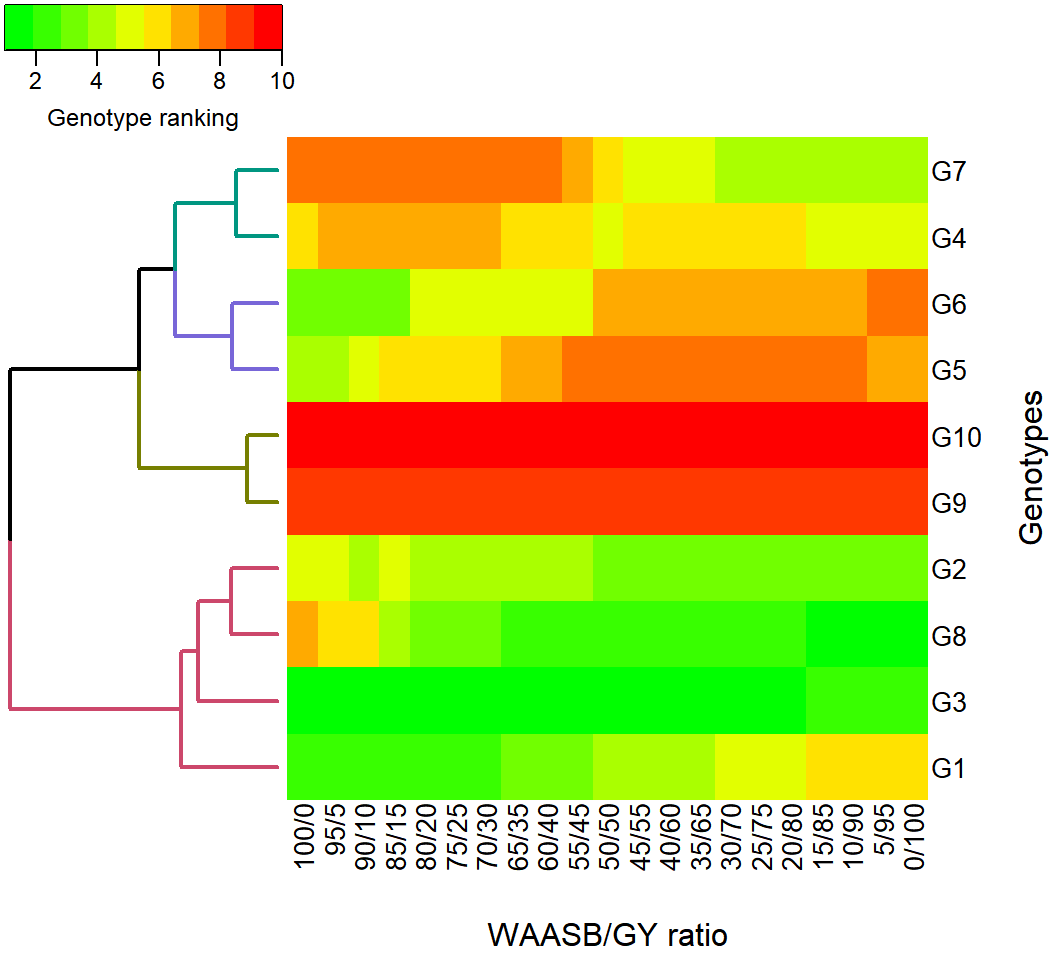 2 4 6 8 10
Genotype ranking
G7
G4
G6
G5
G10
G9
G2
G8
G3
G1
Genotypes
100/0 95/5 90/10 85/15 80/20 75/25 70/30 65/35 60/40 55/45 50/50 45/55 40/60 35/65 30/70 25/75 20/80 15/85 10/90 5/95 0/100
WAASB/GY ratio